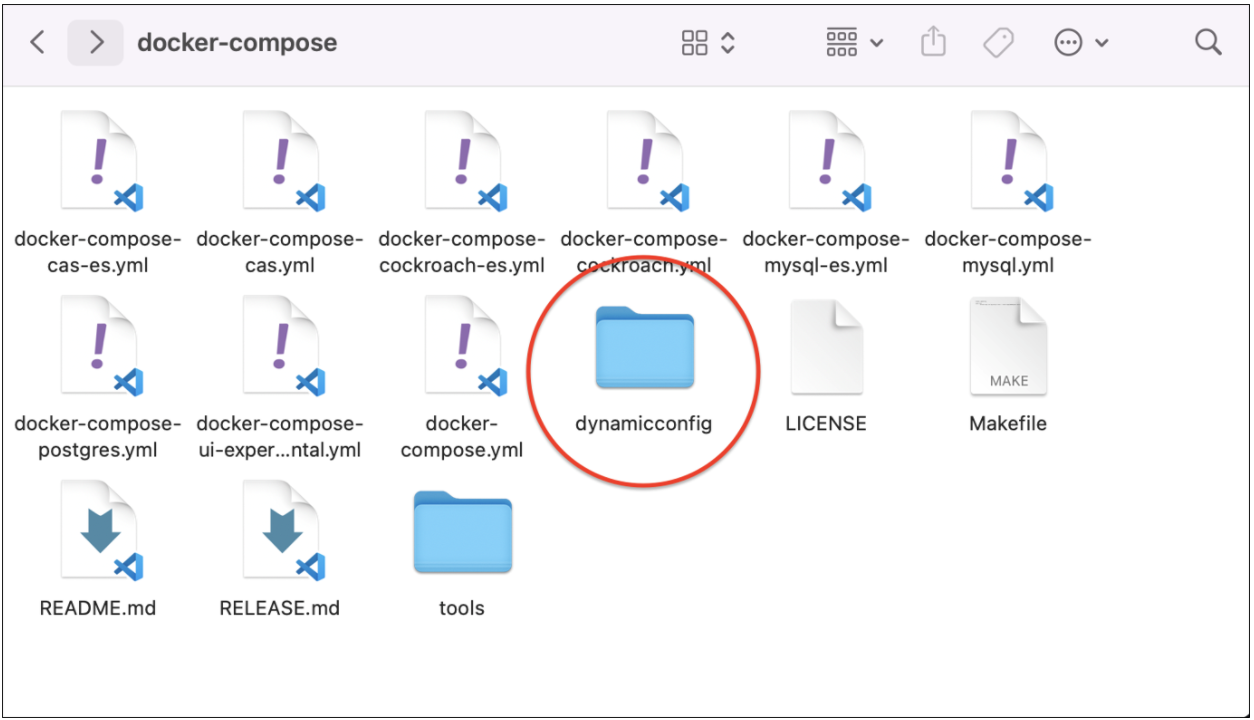 docker-compose
docker-compose- docker-compose- docker-compose- docker-compose- docker-compose- docker-compose-
cas-es.yml cas.yml cockroach-es.yml cockroach.yml mysql-es.yml mysql.yml
MAKE
docker-compose- docker-compose- docker- dynamicconfig LICENSE Makefile
postgres.yml ui-exper...ntal.yml compose.yml
README.md RELEASE.md tools